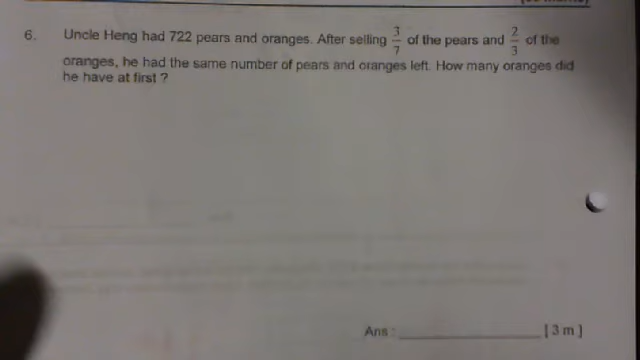 6. Uncle Heng had 722 pears and oranges. After selling 3/7 of the pears and 2/3 of the
oranges, he had the same number of pears and oranges left. How many oranges did
he have at first ?
Ans : ____________________ [ 3 m ]